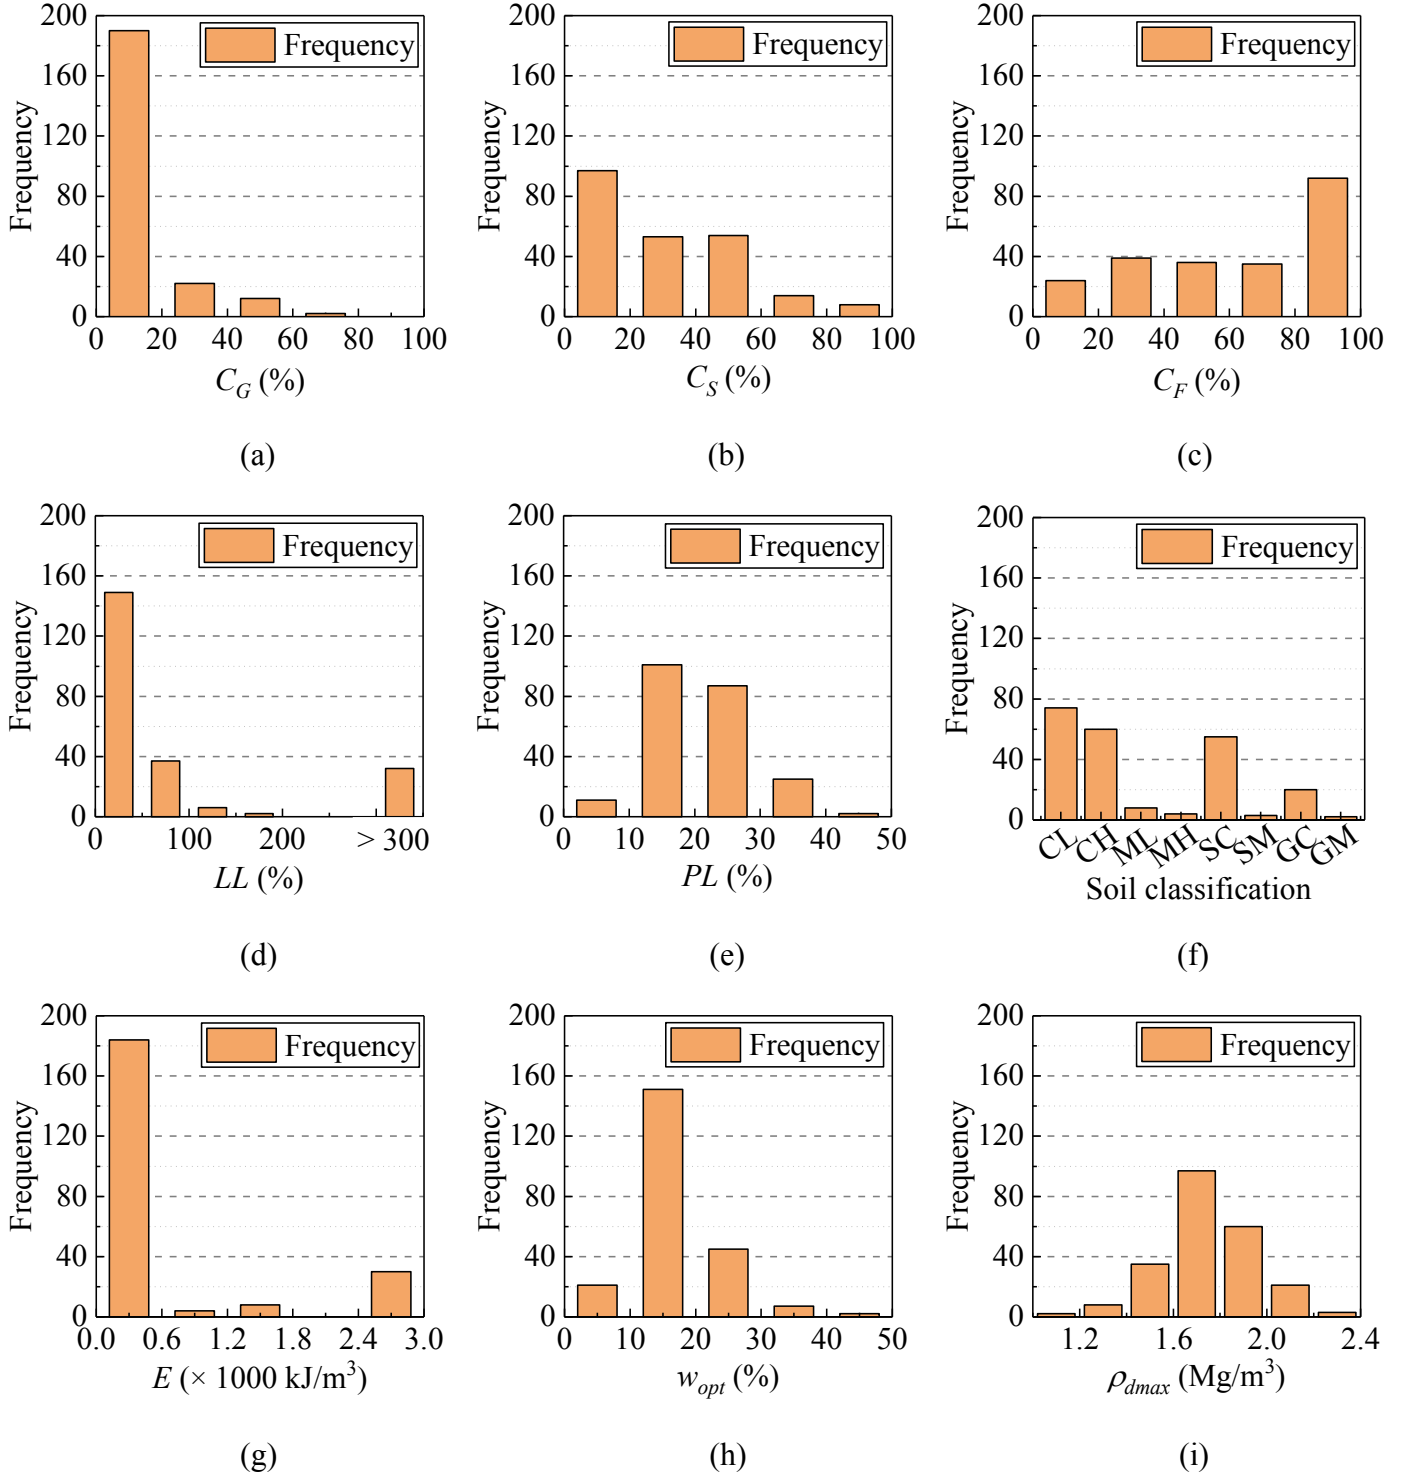 200
160
120
80
40
0
Frequency
Frequency
0 20 40 60 80 100
C_G (%)
(a)
200
160
120
80
40
0
Frequency
Frequency
0 20 40 60 80 100
C_S (%)
(b)
200
160
120
80
40
0
Frequency
Frequency
0 20 40 60 80 100
C_F (%)
(c)
200
160
120
80
40
0
Frequency
Frequency
0 100 200 > 300
LL (%)
(d)
200
160
120
80
40
0
Frequency
Frequency
0 10 20 30 40 50
PL (%)
(e)
200
160
120
80
40
0
Frequency
Frequency
CL CH ML MH SC SM GC GM
Soil classification
(f)
200
160
120
80
40
0
Frequency
Frequency
0.0 0.6 1.2 1.8 2.4 3.0
E (× 1000 kJ/m³)
(g)
200
160
120
80
40
0
Frequency
Frequency
0 10 20 30 40 50
w_opt (%)
(h)
200
160
120
80
40
0
Frequency
Frequency
1.2 1.6 2.0 2.4
ρ_dmax (Mg/m³)
(i)